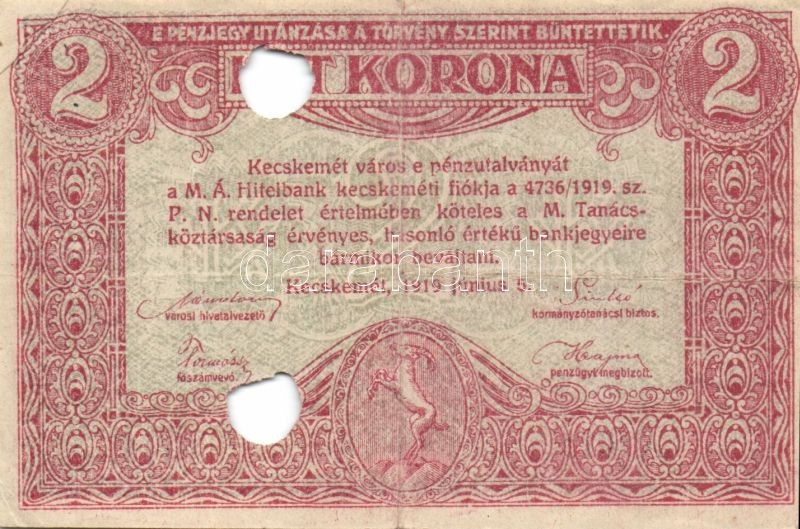 E PÉNZJEGY UTÁNZÁSA A TÖRVÉNY SZERINT BÜNTETTETIK.
2 KORONA 2
Kecskemét város e pénzutalványát
a M. Á. Hitelbank kecskeméti fiókja a 4736/1919. sz.
P. N. rendelet értelmében köteles a M. Tanács-
köztársaság érvényes, hasonló értékű bankjegyeire
bármikor beváltani.
Kecskemét, 1919 június 5.
városi hivatalvezető
kormányzótanácsi biztos.
főszámvevő.
pénzügyi megbizott.
databanth